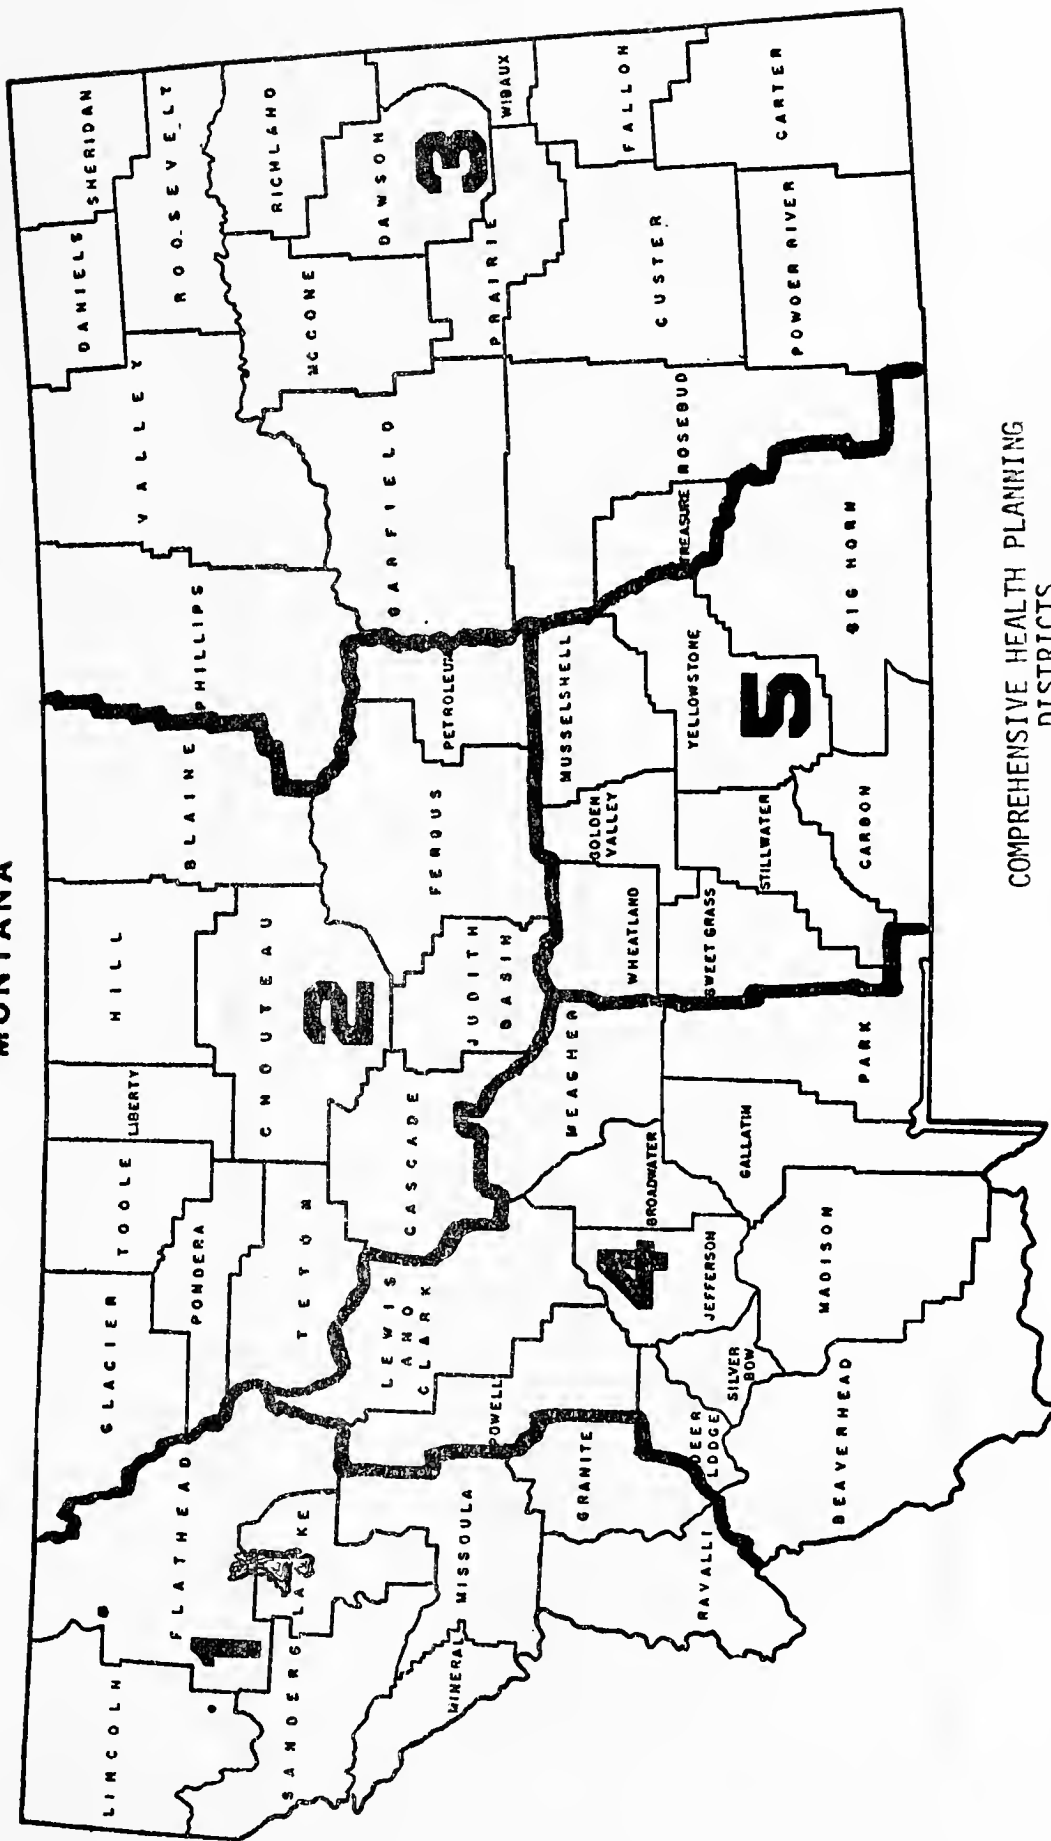 MONTANA
LINCOLN
FLATHEAD
GLACIER
TOOLE
LIBERTY
HILL
BLAINE
PHILLIPS
VALLEY
DANIELS
SHERIDAN
ROOSEVELT
PONDERA
CHOUTEAU
TETON
SANDERS
LAKE
1
2
RICHLAND
MCCONE
DAWSON
3
GARFIELD
PRAIRIE
WIBAUX
LEWIS
AND
CLARK
CASCADE
JUDITH
BASIN
FERGUS
PETROLEUM
MINERAL
MISSOULA
POWELL
GRANITE
MEAGHER
WHEATLAND
GOLDEN
VALLEY
MUSSELSHELL
TREASURE
ROSEBUD
CUSTER
FALLON
4
BROADWATER
JEFFERSON
DEER
LODGE
SILVER
BOW
RAVALLI
GALLATIN
SWEET GRASS
STILLWATER
YELLOWSTONE
5
POWDER RIVER
CARTER
BEAVERHEAD
MADISON
PARK
CARBON
BIG HORN
COMPREHENSIVE HEALTH PLANNING
DISTRICTS